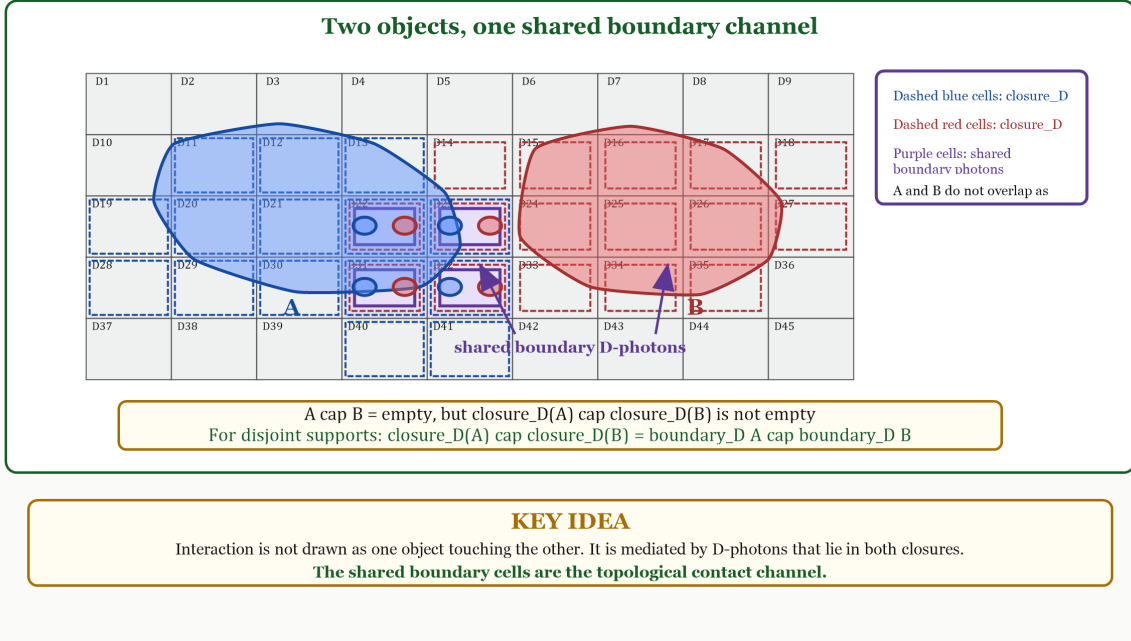 Two objects, one shared boundary channel
D1 D2 D3 D4 D5 D6 D7 D8 D9
D10 D11 D12 D13 D14 D15 D16 D17 D18
D19 D20 D21 D22 D23 D24 D25 D26 D27
D28 D29 D30 D31 D32 D33 D34 D35 D36
A B
D37 D38 D39 D40 D41 D42 D43 D44 D45
shared boundary D-photons
Dashed blue cells: closure_D
Dashed red cells: closure_D
Purple cells: shared
boundary photons
A and B do not overlap as
A cap B = empty, but closure_D(A) cap closure_D(B) is not empty
For disjoint supports: closure_D(A) cap closure_D(B) = boundary_D A cap boundary_D B
KEY IDEA
Interaction is not drawn as one object touching the other. It is mediated by D-photons that lie in both closures.
The shared boundary cells are the topological contact channel.